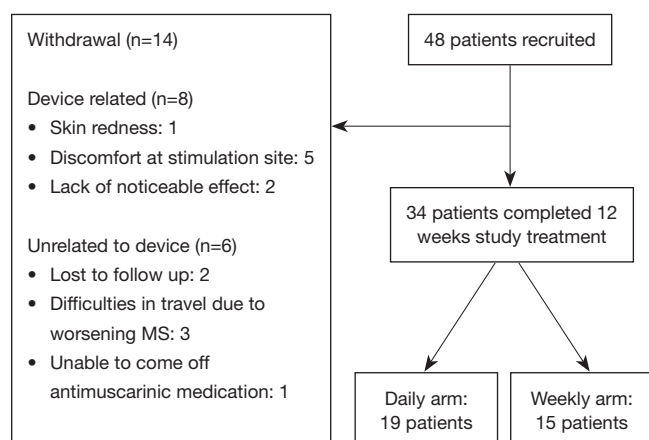 Withdrawal (n=14)
Device related (n=8)
• Skin redness: 1
• Discomfort at stimulation site: 5
• Lack of noticeable effect: 2
Unrelated to device (n=6)
• Lost to follow up: 2
• Difficulties in travel due to
worsening MS: 3
• Unable to come off
antimuscarinic medication: 1
48 patients recruited
34 patients completed 12
weeks study treatment
Daily arm:
19 patients
Weekly arm:
15 patients